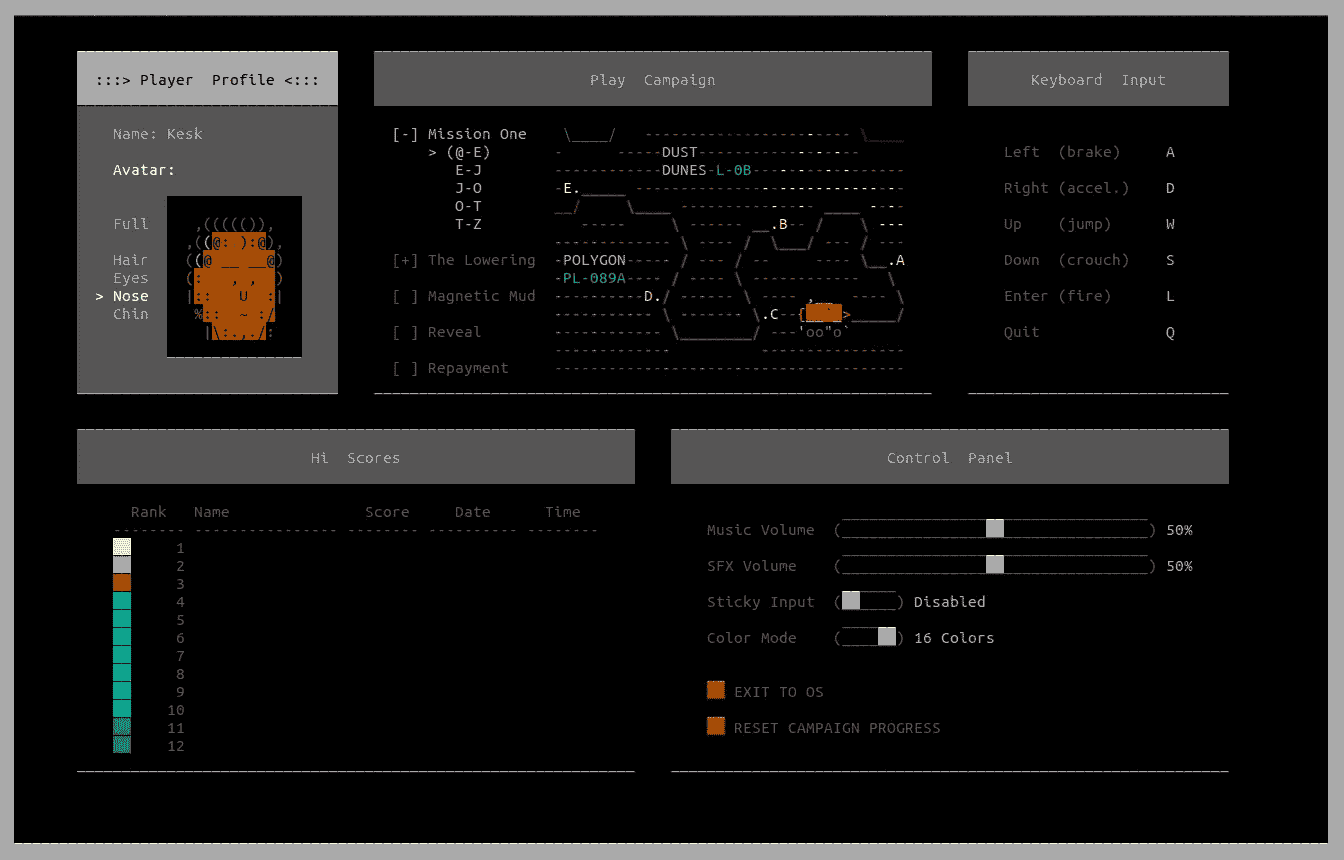 :::> Player  Profile <:::
Name: Kesk
Avatar:
Full
Hair
Eyes
> Nose
Chin
Play  Campaign
[-] Mission One
> (@-E)
E-J
J-O
O-T
T-Z
[+] The Lowering
[ ] Magnetic Mud
[ ] Reveal
[ ] Repayment
DUST
DUNES L-0B
E.
.B
POLYGON
PL-089A
.A
D.
.C
Keyboard  Input
Left  (brake)  A
Right (accel.)  D
Up  (jump)  W
Down  (crouch)  S
Enter (fire)  L
Quit  Q
Hi  Scores
Rank  Name  Score  Date  Time
1
2
3
4
5
6
7
8
9
10
11
12
Control  Panel
Music Volume  50%
SFX Volume  50%
Sticky Input  Disabled
Color Mode  16 Colors
EXIT TO OS
RESET CAMPAIGN PROGRESS